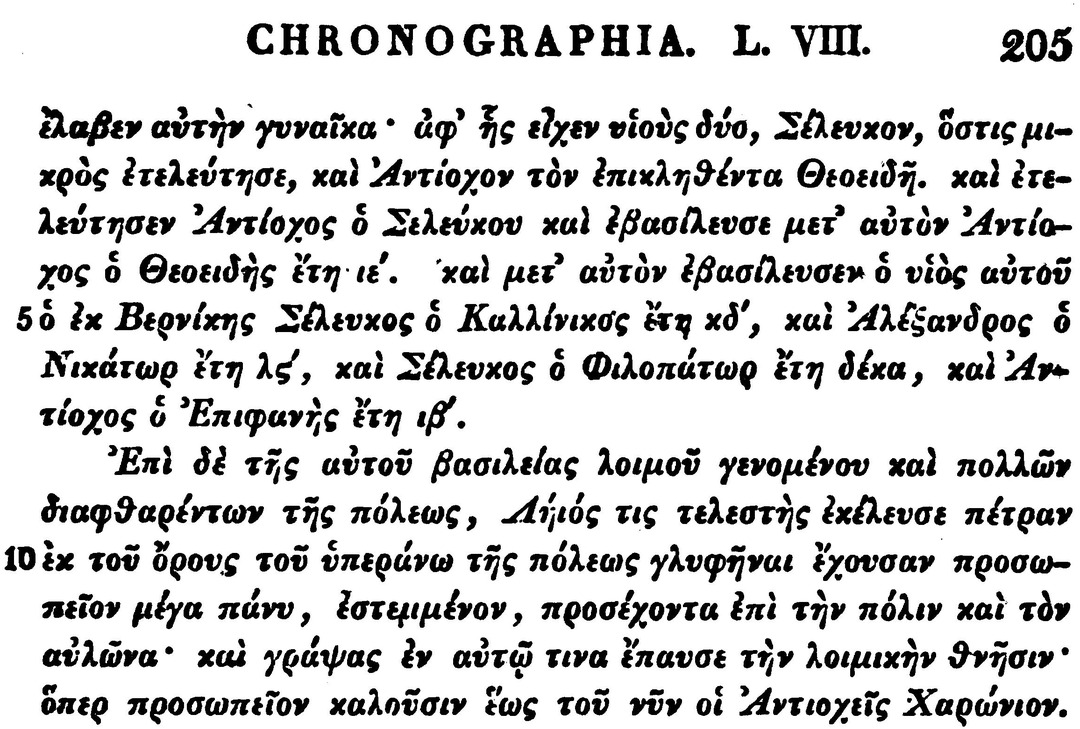 CHRONOGRAPHIA. L. VIII. 205
ἔλαβεν αὐτὴν γυναῖκα· ἀφ’ ἧς εἶχεν υἱοὺς δύο, Σέλευκον, ὅστις μι-
κρὸς ἐτελεύτησε, καὶ Ἀντίοχον τὸν ἐπικληθέντα Θεοειδῆ. καὶ ἐτε-
λεύτησεν Ἀντίοχος ὁ Σελεύκου καὶ ἐβασίλευσε μετ’ αὐτὸν Ἀντίο-
χος ὁ Θεοειδὴς ἔτη ιε΄. καὶ μετ’ αὐτὸν ἐβασίλευσεν ὁ υἱὸς αὐτοῦ
5 ὁ ἐκ Βερνίκης Σέλευκος ὁ Καλλίνικος ἔτη κδ΄, καὶ Ἀλέξανδρος ὁ
Νικάτωρ ἔτη λς΄, καὶ Σέλευκος ὁ Φιλοπάτωρ ἔτη δέκα, καὶ Ἀν-
τίοχος ὁ Ἐπιφανὴς ἔτη ιβ΄.
Ἐπὶ δὲ τῆς αὐτοῦ βασιλείας λοιμοῦ γενομένου καὶ πολλῶν
διαφθαρέντων τῆς πόλεως, Λήιός τις τελεστὴς ἐκέλευσε πέτραν
10 ἐκ τοῦ ὄρους τοῦ ὑπεράνω τῆς πόλεως γλυφῆναι ἔχουσαν προσω-
πεῖον μέγα πάνυ, ἐστεμμένον, προσέχοντα ἐπὶ τὴν πόλιν καὶ τὸν
αὐλῶνα· καὶ γράψας ἐν αὐτῷ τινα ἔπαυσε τὴν λοιμικὴν θνῆσιν·
ὅπερ προσωπεῖον καλοῦσιν ἕως τοῦ νῦν οἱ Ἀντιοχεῖς Χαρώνιον.